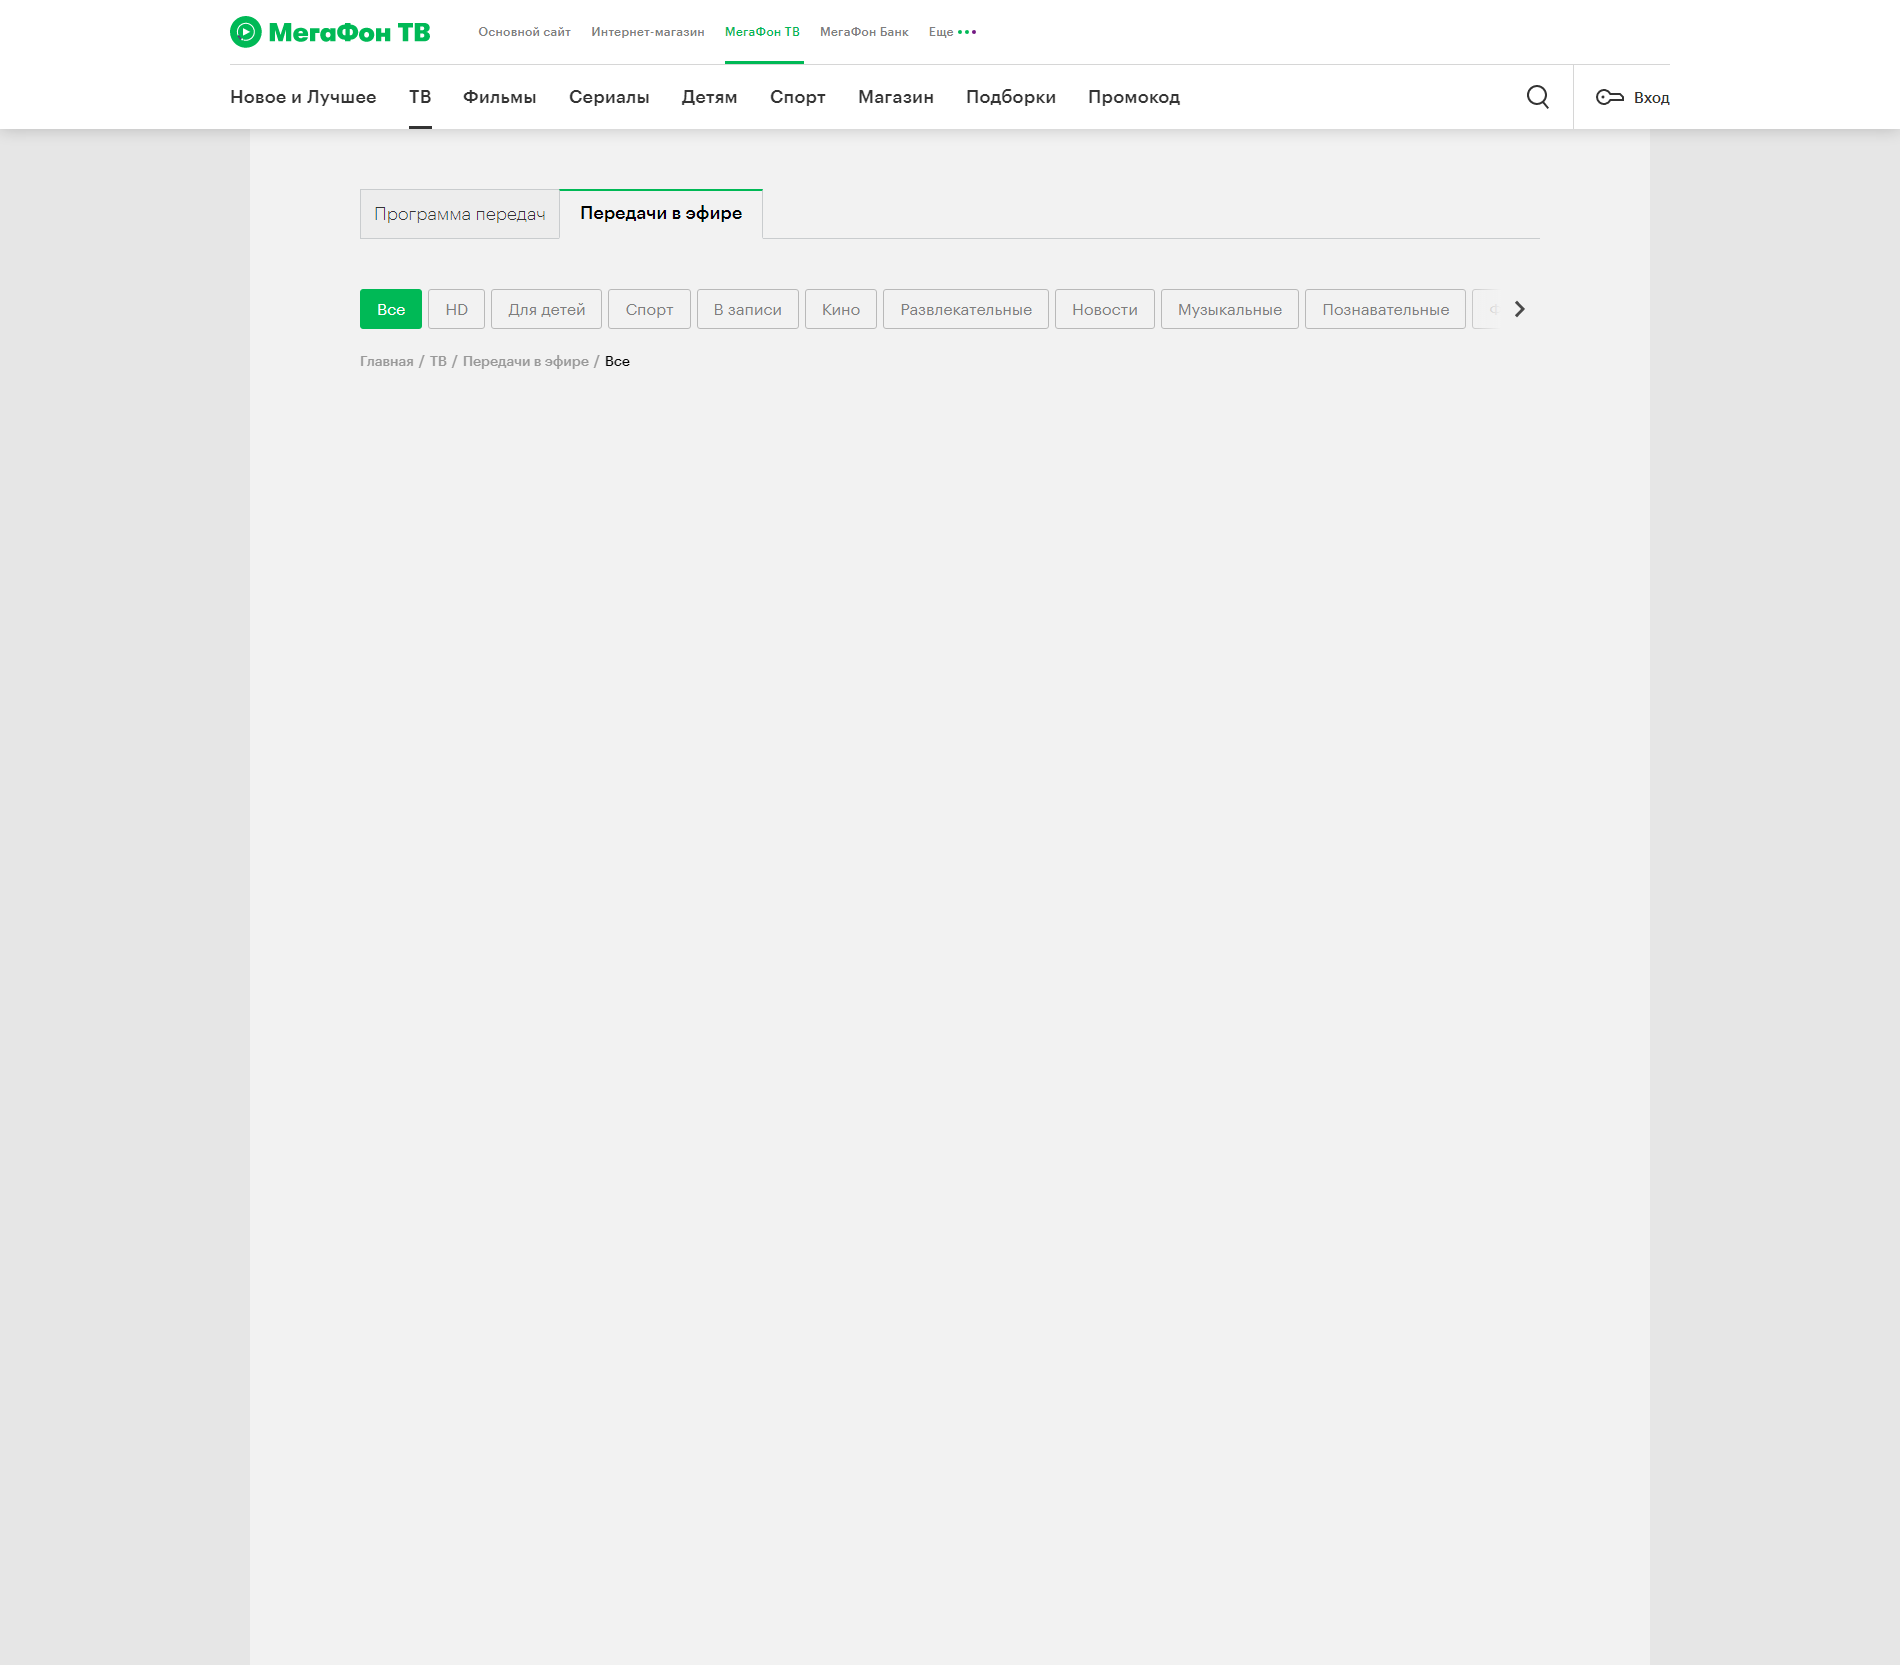 МегаФон ТВ
Основной сайт Интернет-магазин МегаФон ТВ МегаФон Банк Еще
Новое и Лучшее ТВ Фильмы Сериалы Детям Спорт Магазин Подборки Промокод Вход
Программа передач Передачи в эфире
Все HD Для детей Спорт В записи Кино Развлекательные Новости Музыкальные Познавательные
Главная / ТВ / Передачи в эфире / Все